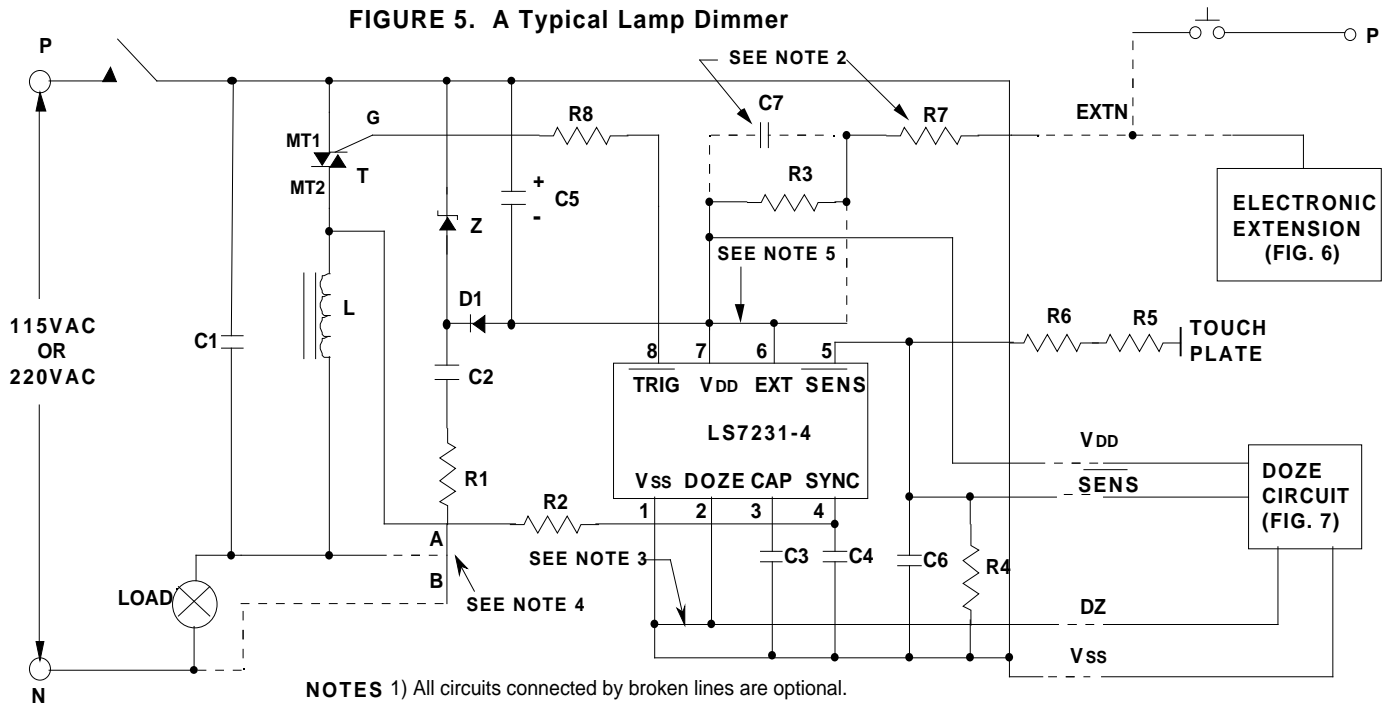 FIGURE 5. A Typical Lamp Dimmer
P
P
SEE NOTE 2
C7
R7
EXTN
G
R8
MT1
T
MT2
R3
+
C5
-
ELECTRONIC
EXTENSION
(FIG. 6)
Z
SEE NOTE 5
L
D1
115VAC
OR
220VAC
C1
R6
R5
TOUCH
PLATE
8 7 6 5
C2
TRIG VDD EXT SENS
LS7231-4
VDD
R1
VSS DOZE CAP SYNC
SENS
DOZE
CIRCUIT
(FIG. 7)
R2
1 2 3 4
A
SEE NOTE 3
C3
C4
C6
R4
B
LOAD
SEE NOTE 4
DZ
VSS
N
NOTES 1) All circuits connected by broken lines are optional.